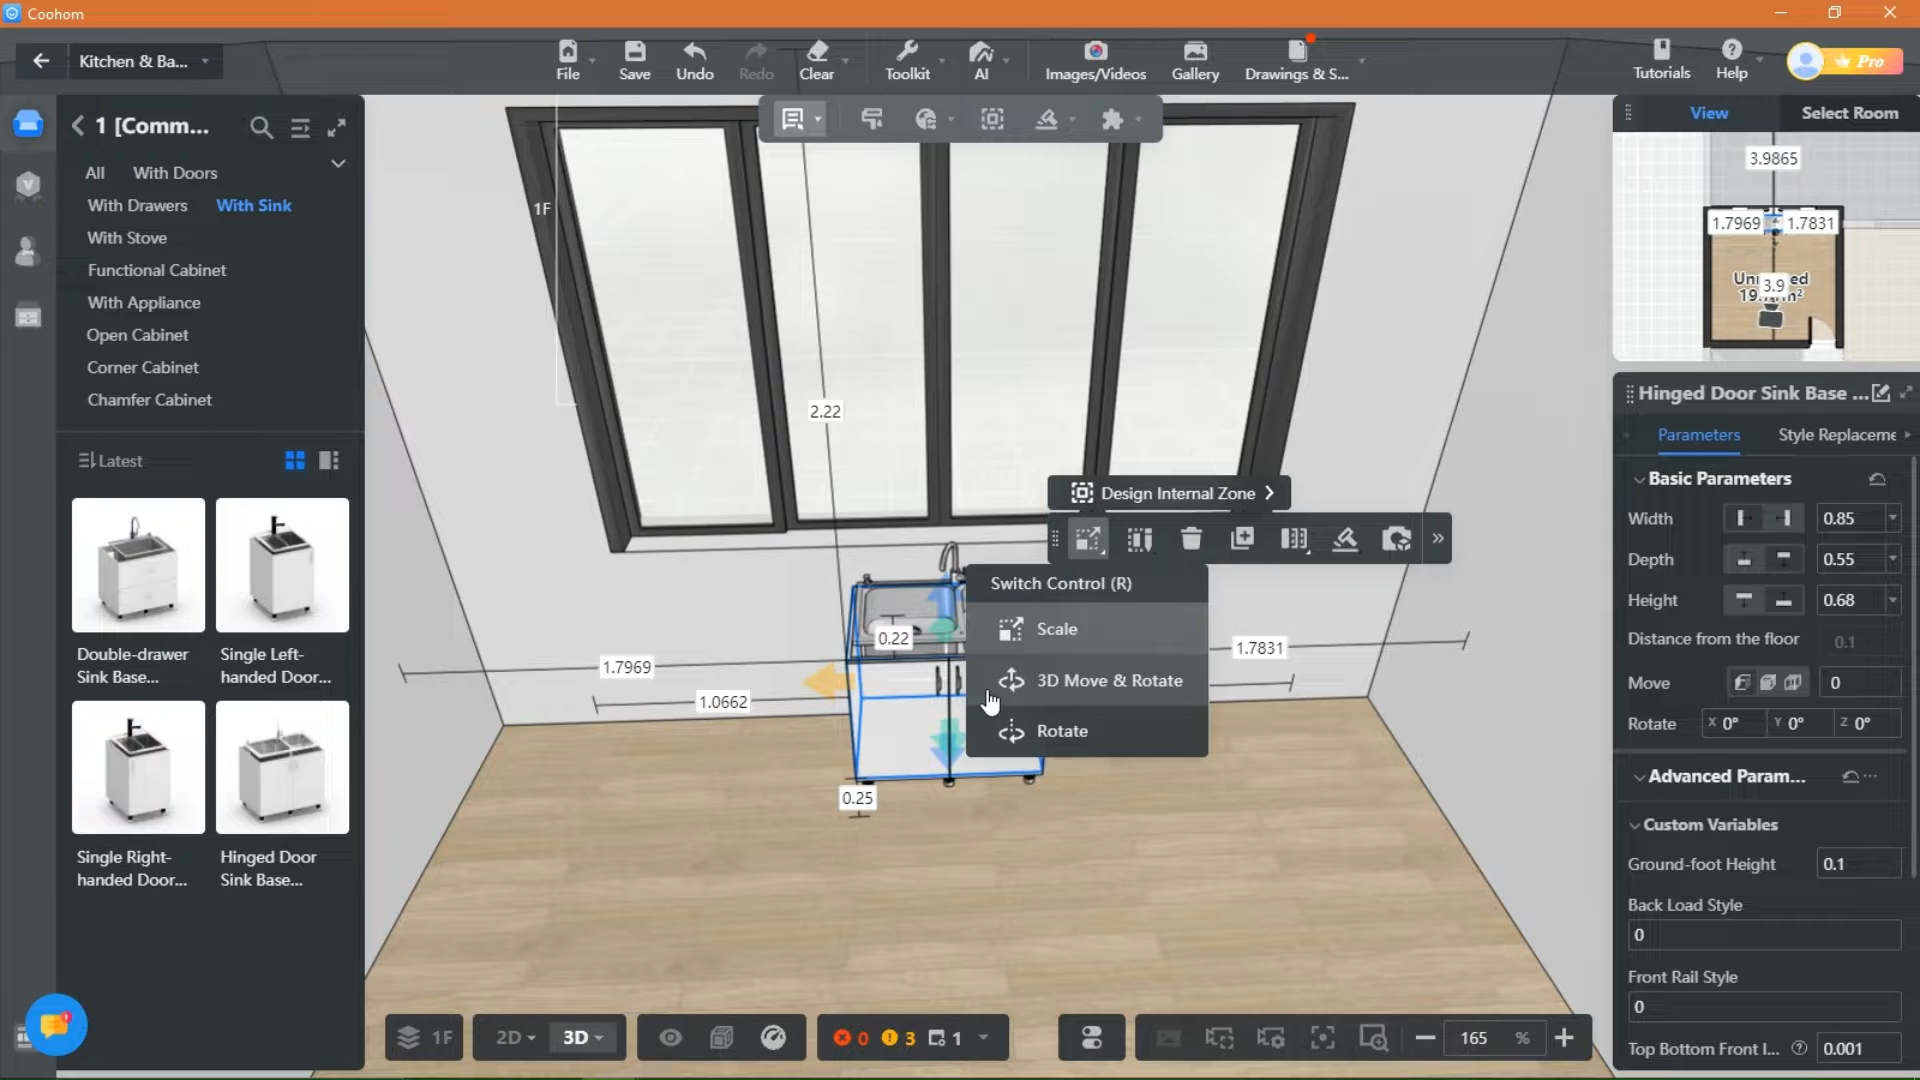 Coohom
Kitchen & Ba...
File
Save
Undo
Redo
Clear
Toolkit
AI
Images/Videos
Gallery
Drawings & S...
Tutorials
Help
Pro
1 [Comm...
All
With Doors
With Drawers
With Sink
With Stove
Functional Cabinet
With Appliance
Open Cabinet
Corner Cabinet
Chamfer Cabinet
Latest
Double-drawer
Sink Base...
Single Left-
handed Door...
Single Right-
handed Door...
Hinged Door
Sink Base...
1F
2.22
0.22
1.7969
1.0662
1.7831
0.25
Design Internal Zone
Switch Control (R)
Scale
3D Move & Rotate
Rotate
View
Select Room
3.9865
1.7969
1.7831
3.9
Hinged Door Sink Base ...
Parameters
Style Replaceme
Basic Parameters
Width
0.85
Depth
0.55
Height
0.68
Distance from the floor
0.1
Move
0
Rotate
X 0°
Y 0°
Z 0°
Advanced Param...
Custom Variables
Ground-foot Height
0.1
Back Load Style
0
Front Rail Style
0
Top Bottom Front I...
0.001
1F
2D
3D
0
3
1
165
%